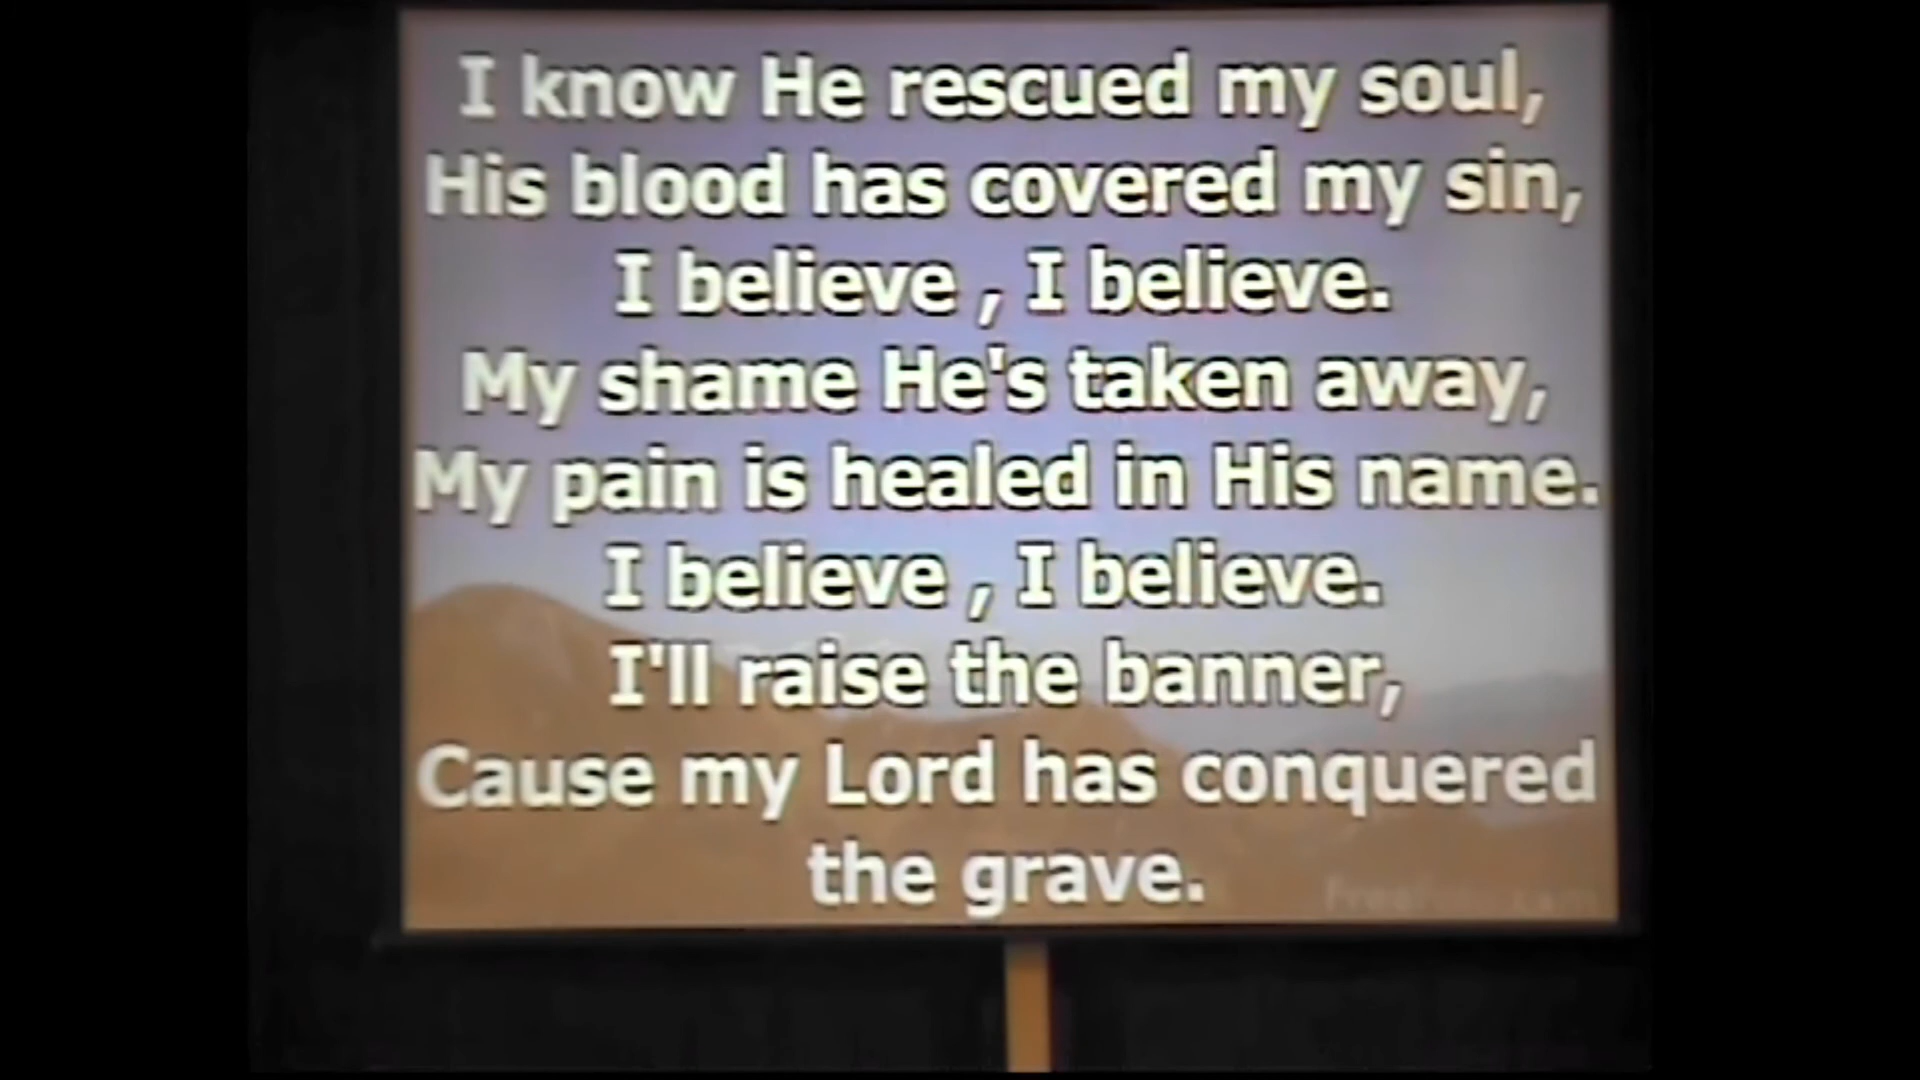 I know He rescued my soul,
His blood has covered my sin,
I believe , I believe.
My shame He's taken away,
My pain is healed in His name.
I believe , I believe.
I'll raise the banner,
Cause my Lord has conquered
the grave.